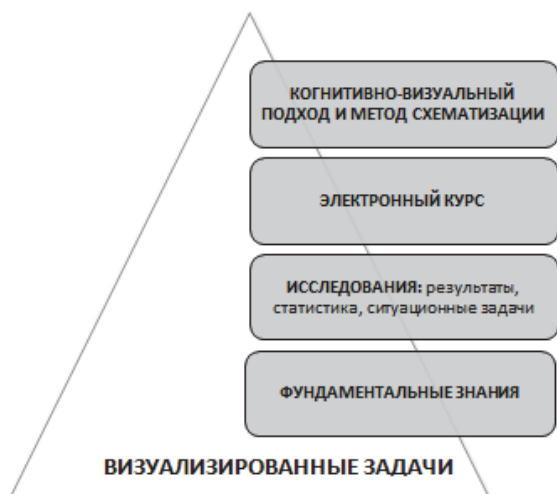 КОГНИТИВНО-ВИЗУАЛЬНЫЙ
ПОДХОД И МЕТОД СХЕМАТИЗАЦИИ
ЭЛЕКТРОННЫЙ КУРС
ИССЛЕДОВАНИЯ: результаты,
статистика, ситуационные задачи
ФУНДАМЕНТАЛЬНЫЕ ЗНАНИЯ
ВИЗУАЛИЗИРОВАННЫЕ ЗАДАЧИ